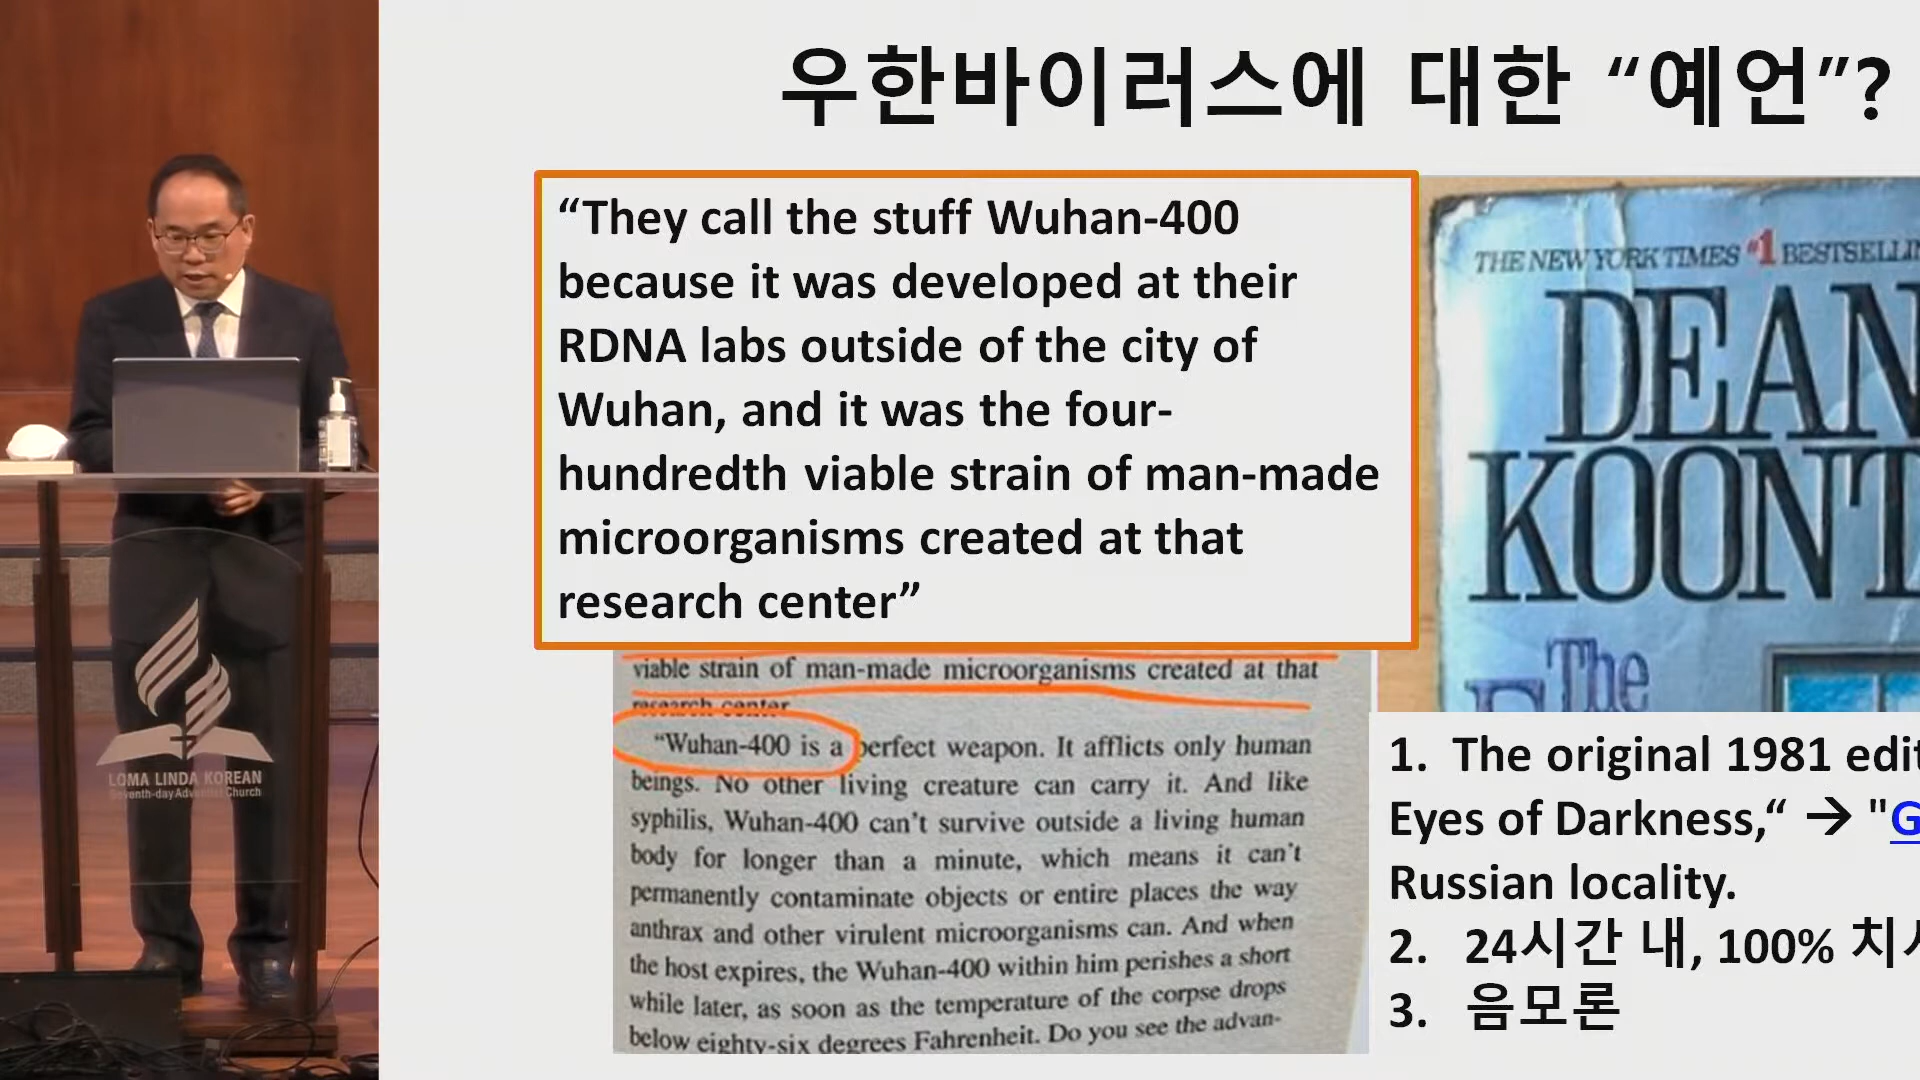 우한바이러스에 대한 “예언”?
“They call the stuff Wuhan-400
because it was developed at their
RDNA labs outside of the city of
Wuhan, and it was the four-
hundredth viable strain of man-made
microorganisms created at that
research center”
THE NEW YORK TIMES #1
DEAN
The
viable strain of man-made microorganisms created at that
research center
“Wuhan-400 is a perfect weapon. It afflicts only human
beings. No other living creature can carry it. And like
syphilis, Wuhan-400 can't survive outside a living human
body for longer than a minute, which means it can't
permanently contaminate objects or entire places the way
anthrax and other virulent microorganisms can. And when
the host expires, the Wuhan-400 within him perishes a short
while later, as soon as the temperature of the corpse drops
below eighty-six degrees Fahrenheit. Do you see the advan-
1. The original 1981
Eyes of Darkness,“ → "G
Russian locality.
2. 24시간 내, 100%
3. 음모론
LOMA LINDA KOREAN
Seventh-day Adventist Church